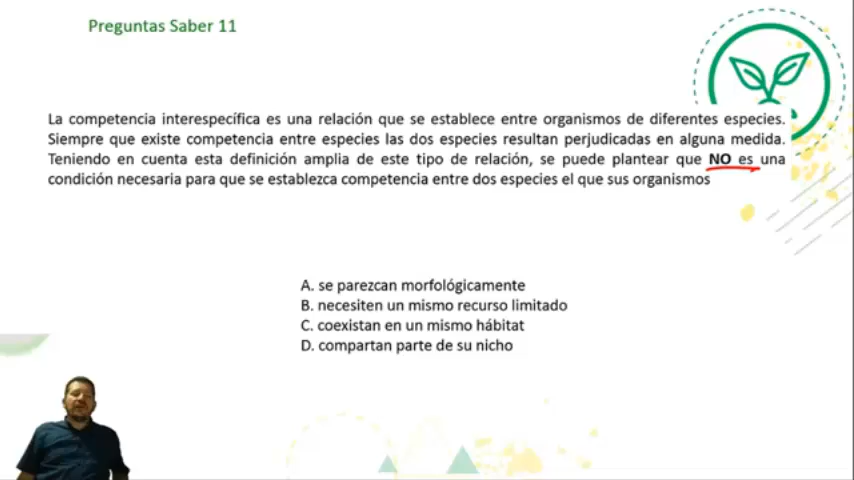 Preguntas Saber 11
La competencia interespecífica es una relación que se establece entre organismos de diferentes especies.
Siempre que existe competencia entre especies las dos especies resultan perjudicadas en alguna medida.
Teniendo en cuenta esta definición amplia de este tipo de relación, se puede plantear que NO es una
condición necesaria para que se establezca competencia entre dos especies el que sus organismos
A. se parezcan morfológicamente
B. necesiten un mismo recurso limitado
C. coexistan en un mismo hábitat
D. compartan parte de su nicho